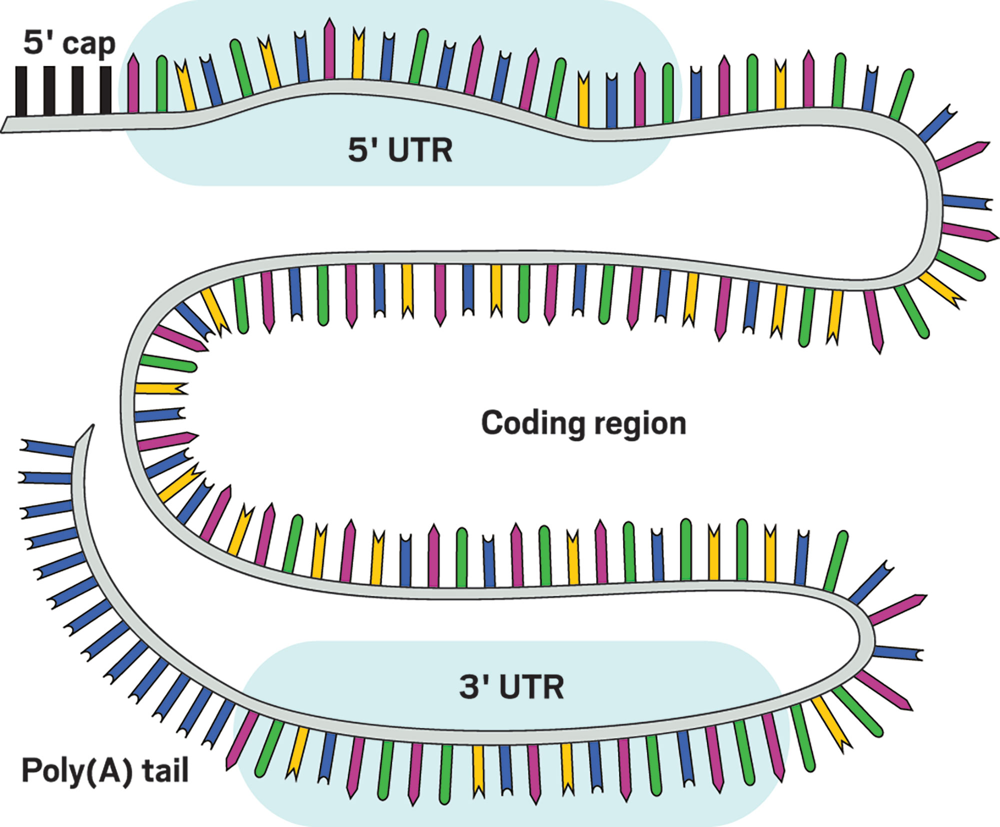 5' cap
5' UTR
Coding region
3' UTR
Poly(A) tail